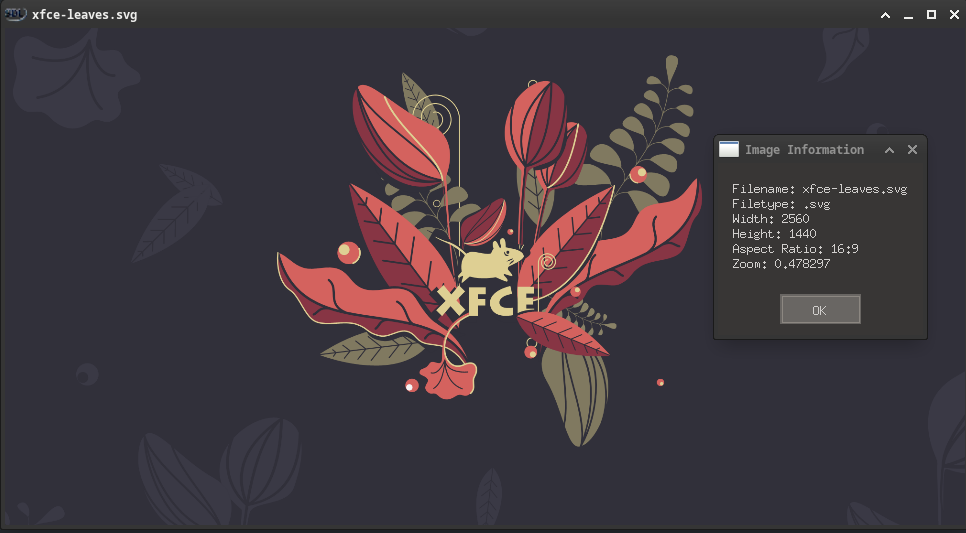 xfce-leaves.svg
Image Information
Filename: xfce-leaves.svg
Filetype: .svg
Width: 2560
Height: 1440
Aspect Ratio: 16:9
Zoom: 0.478297
OK
XFCE